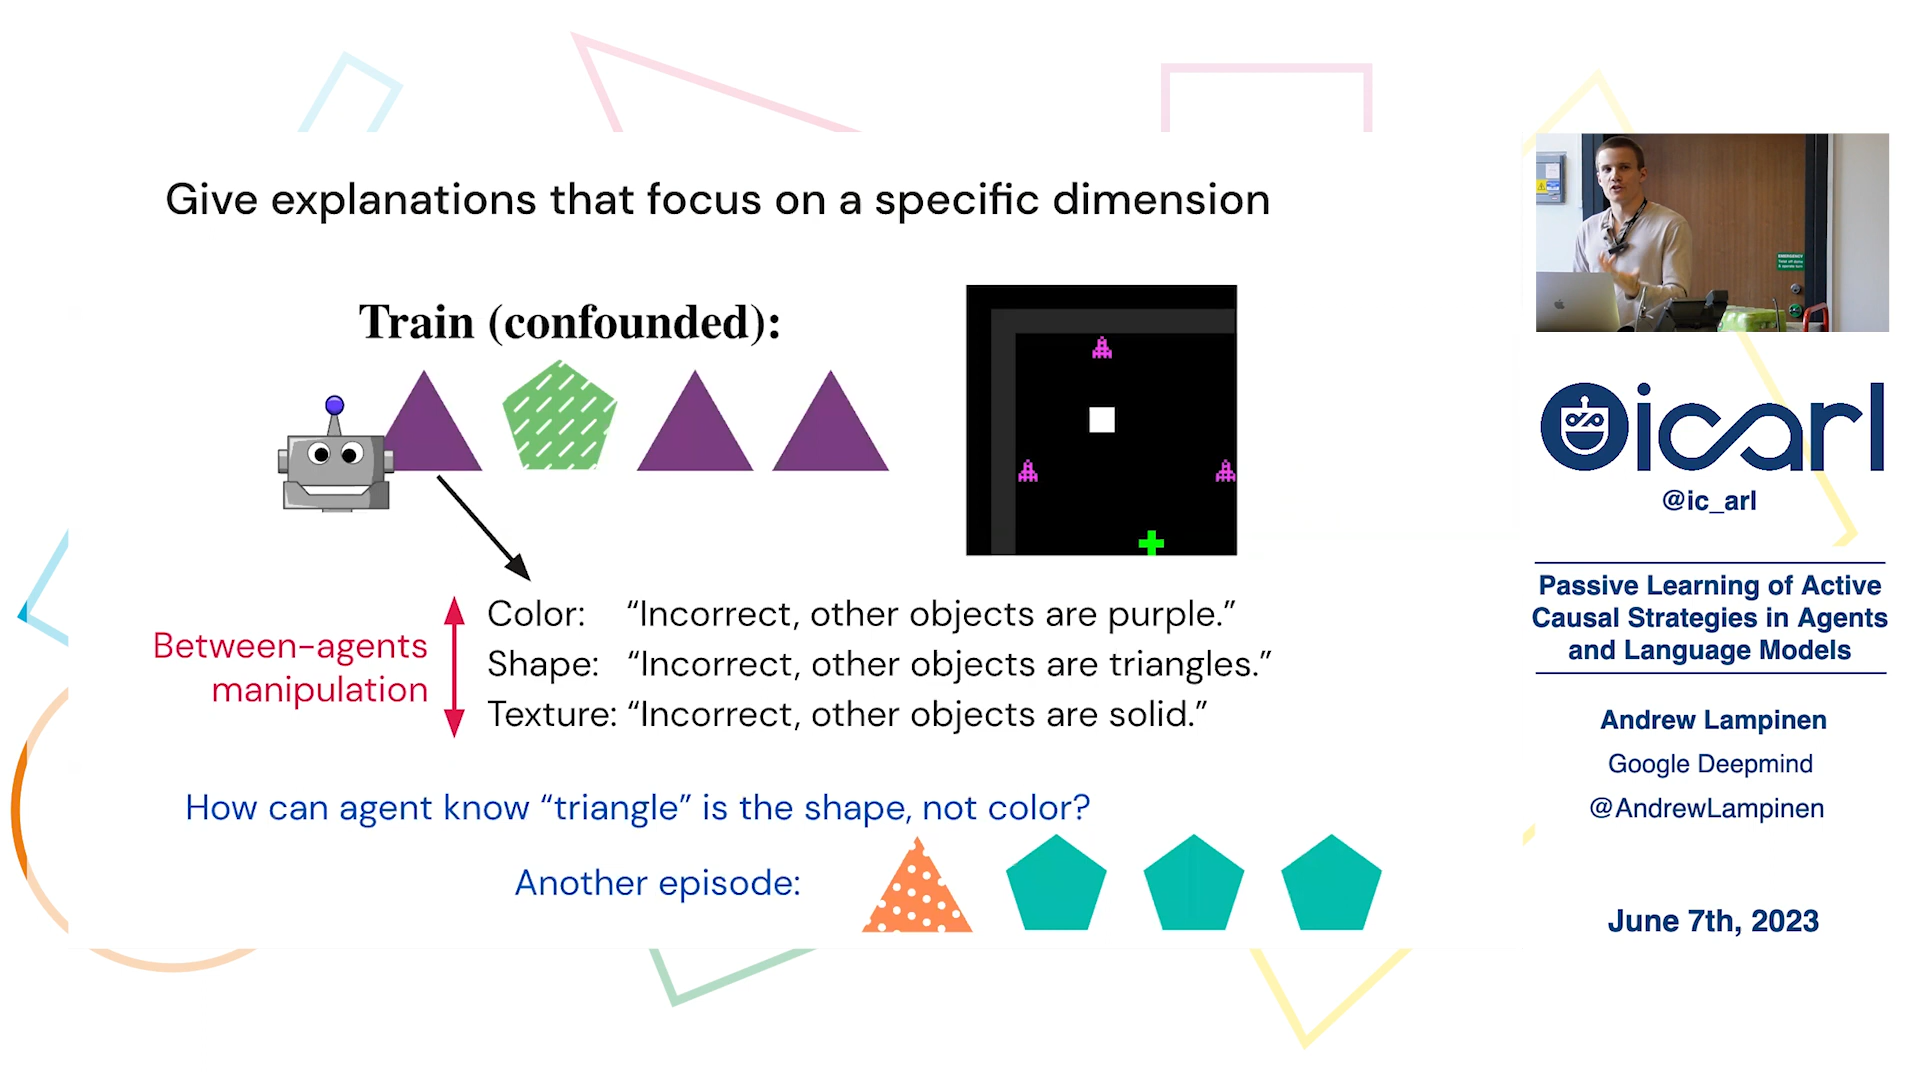 Give explanations that focus on a specific dimension
Train (confounded):
Between-agents
manipulation
Color: “Incorrect, other objects are purple.”
Shape: “Incorrect, other objects are triangles.”
Texture: “Incorrect, other objects are solid.”
How can agent know “triangle” is the shape, not color?
Another episode:
icarl
@ic_arl
Passive Learning of Active
Causal Strategies in Agents
and Language Models
Andrew Lampinen
Google Deepmind
@AndrewLampinen
June 7th, 2023